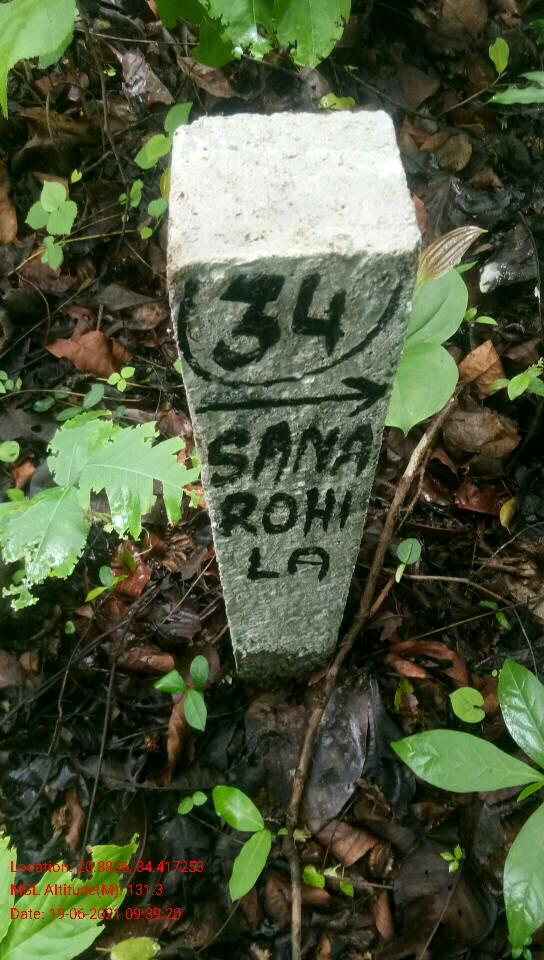 34
SANA
ROHI
LA
Location: 20.8836, 84.417253
MSL Altitude(M): 131.3
Date: 19-06-2021 09:39:20